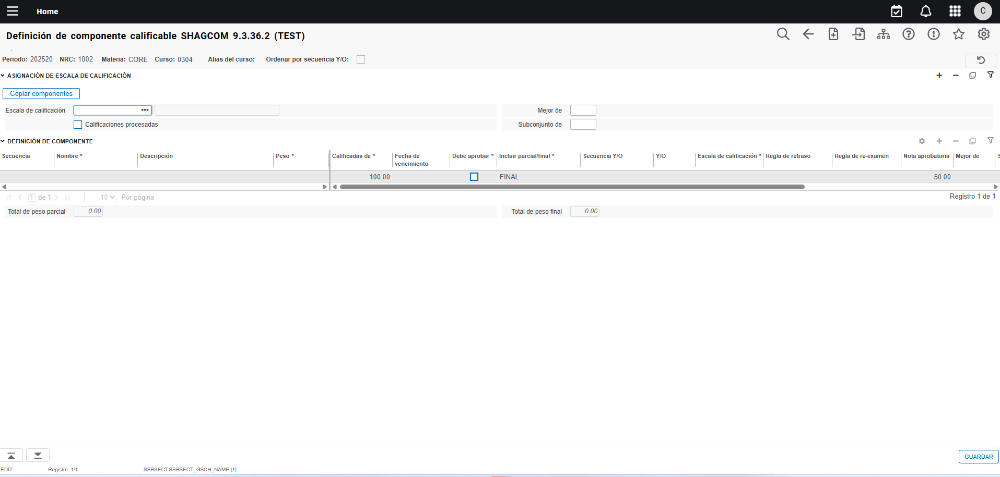 Home
C
Definición de componente calificable SHAGCOM 9.3.36.2 (TEST)
Periodo: 202520 NRC: 1002 Materia: CORE Curso: 0304 Alias del curso: Ordenar por secuencia Y/O:
ASIGNACIÓN DE ESCALA DE CALIFICACIÓN
Copiar componentes
Escala de calificación Mejor de
Calificaciones procesadas Subconjunto de
DEFINICIÓN DE COMPONENTE
Secuencia Nombre * Descripción Peso * Calificadas de * Fecha de vencimiento Debe aprobar * Incluir parcial/final * Secuencia Y/O Y/O Escala de calificación * Regla de retraso Regla de re-examen Nota aprobatoria Mejor de S
100.00 FINAL 50.00
1 de 1 10 Por página Registro 1 de 1
Total de peso parcial 0.00 Total de peso final 0.00
GUARDAR
EDIT Registro: 1/1 SSBSECT.SSBSECT_GSCH_NAME [1]